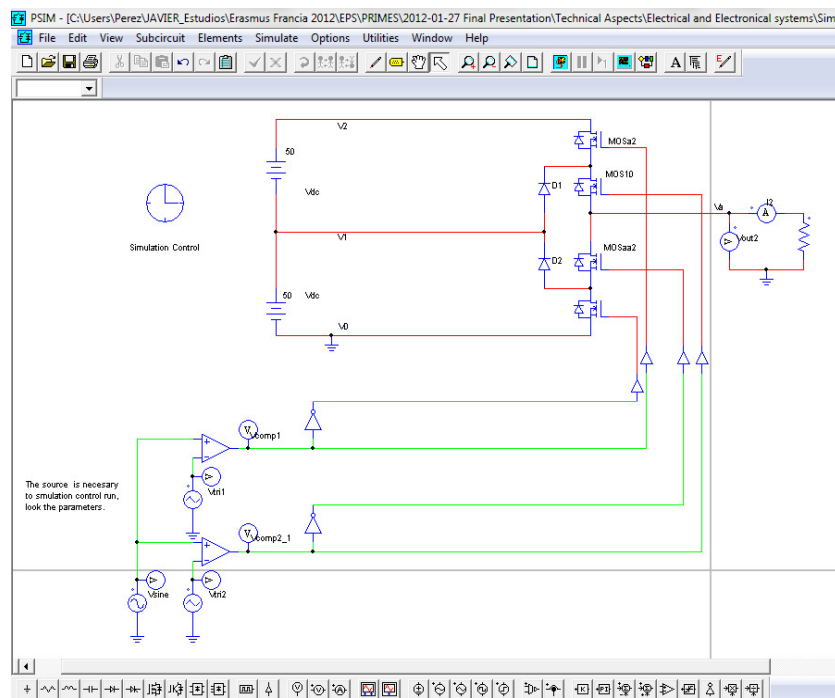 PSIM - [C:\Users\Perez\JAVIER_Estudios\Erasmus Francia 2012\EPS\PRIMES\2012-01-27 Final Presentation\Technical Aspects\Electrical and Electronical systems\Sim
File Edit View Subcircuit Elements Simulate Options Utilities Window Help
V2
MOSa2
50
Vdc
MOS10
D1
I2
Va
A
Vout2
Simulation Control
V1
D2
MOSaa2
50
Vdc
V0
V
Vcomp1
The source is necesary
to simulation control run,
look the parameters.
Vtri1
V
Vcomp2_1
Vsine
Vtri2